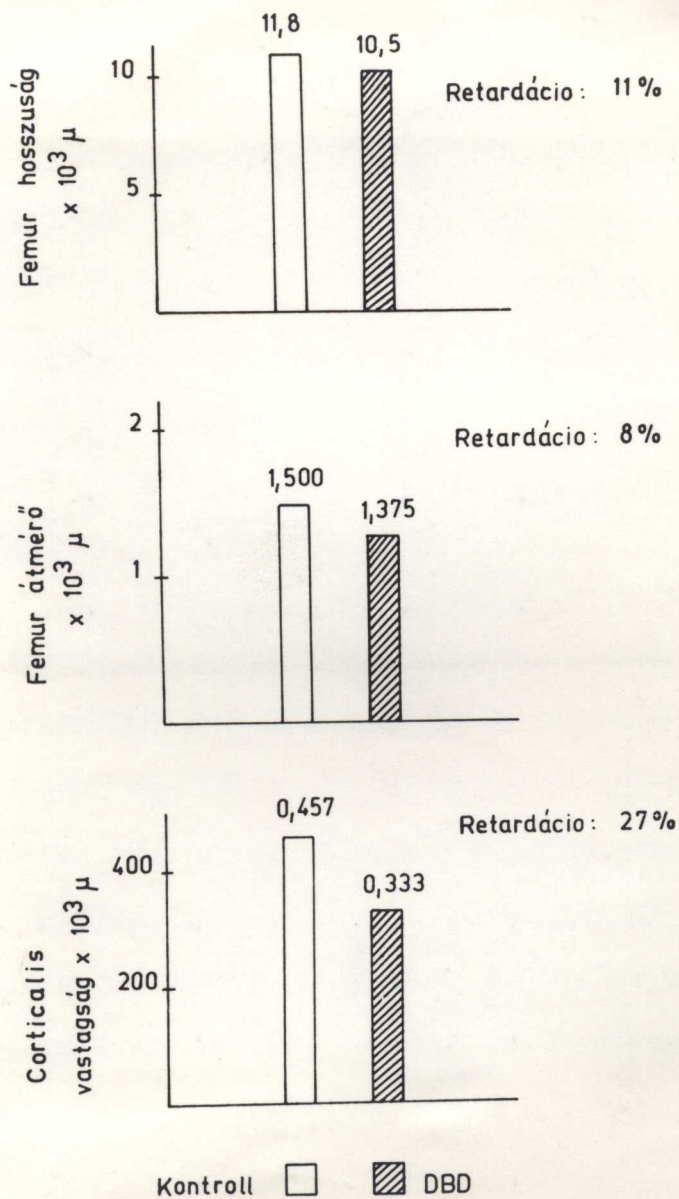 11,8
10,5
10
5
Femur hosszuság
x 10³ µ
Retardácio: 11%
2
1
Femur átmérő
x 10³ µ
1,500
1,375
Retardácio: 8%
0,457
0,333
400
200
Corticalis
vastagság x 10³ µ
Retardácio: 27%
Kontroll DBD